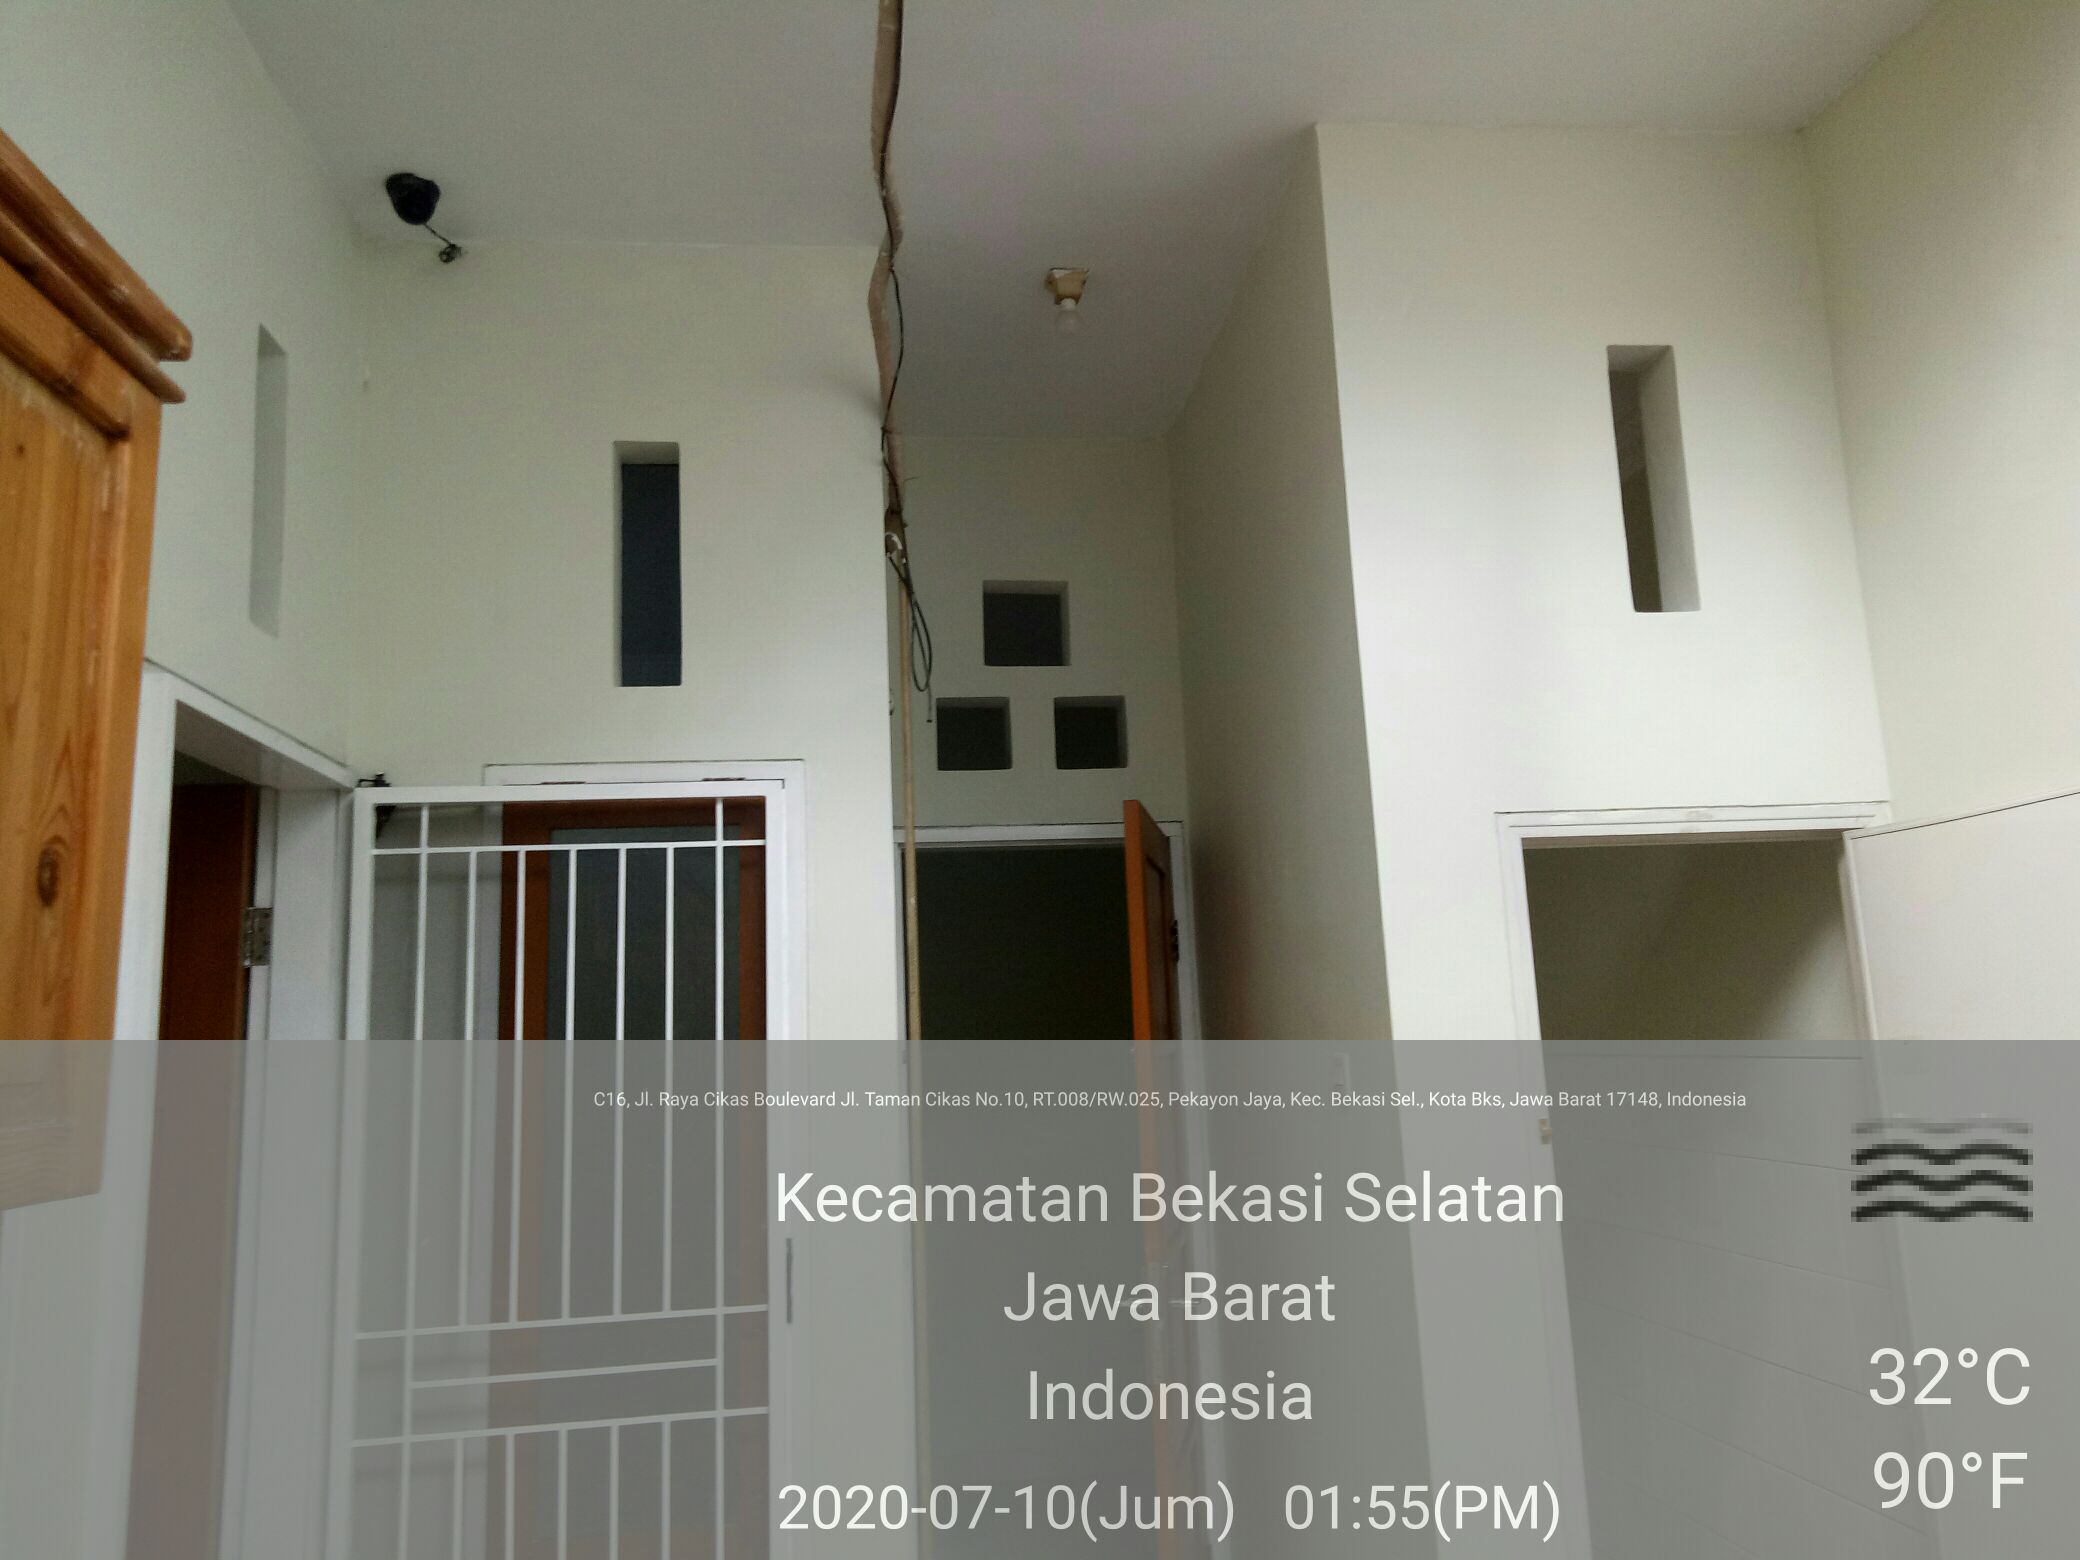 C16, Jl. Raya Cikas Boulevard Jl. Taman Cikas No.10, RT.008/RW.025, Pekayon Jaya, Kec. Bekasi Sel., Kota Bks, Jawa Barat 17148, Indonesia
Kecamatan Bekasi Selatan
Jawa Barat
Indonesia
2020-07-10(Jum) 01:55(PM)
32°C
90°F